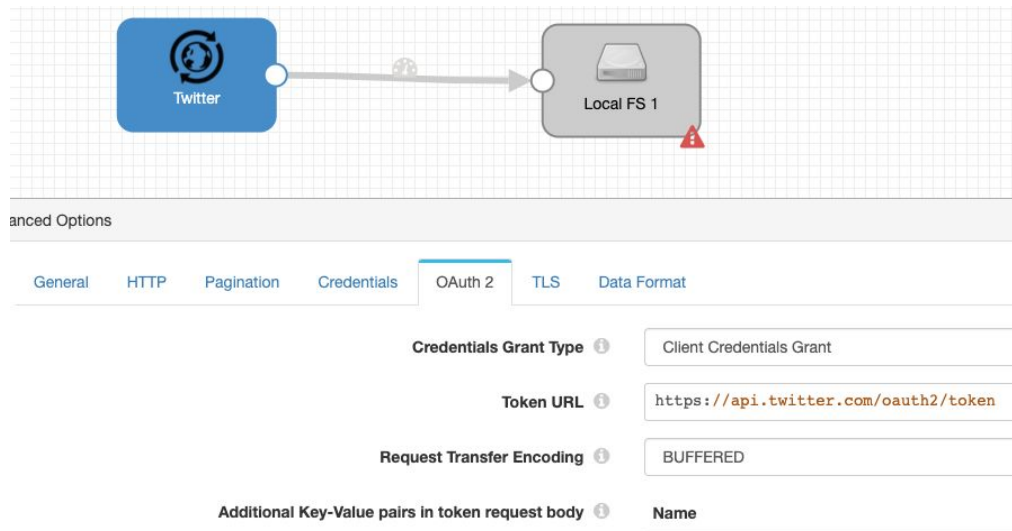 Twitter
Local FS 1
anced Options
General HTTP Pagination Credentials OAuth 2 TLS Data Format
Credentials Grant Type Client Credentials Grant
Token URL https://api.twitter.com/oauth2/token
Request Transfer Encoding BUFFERED
Additional Key-Value pairs in token request body Name